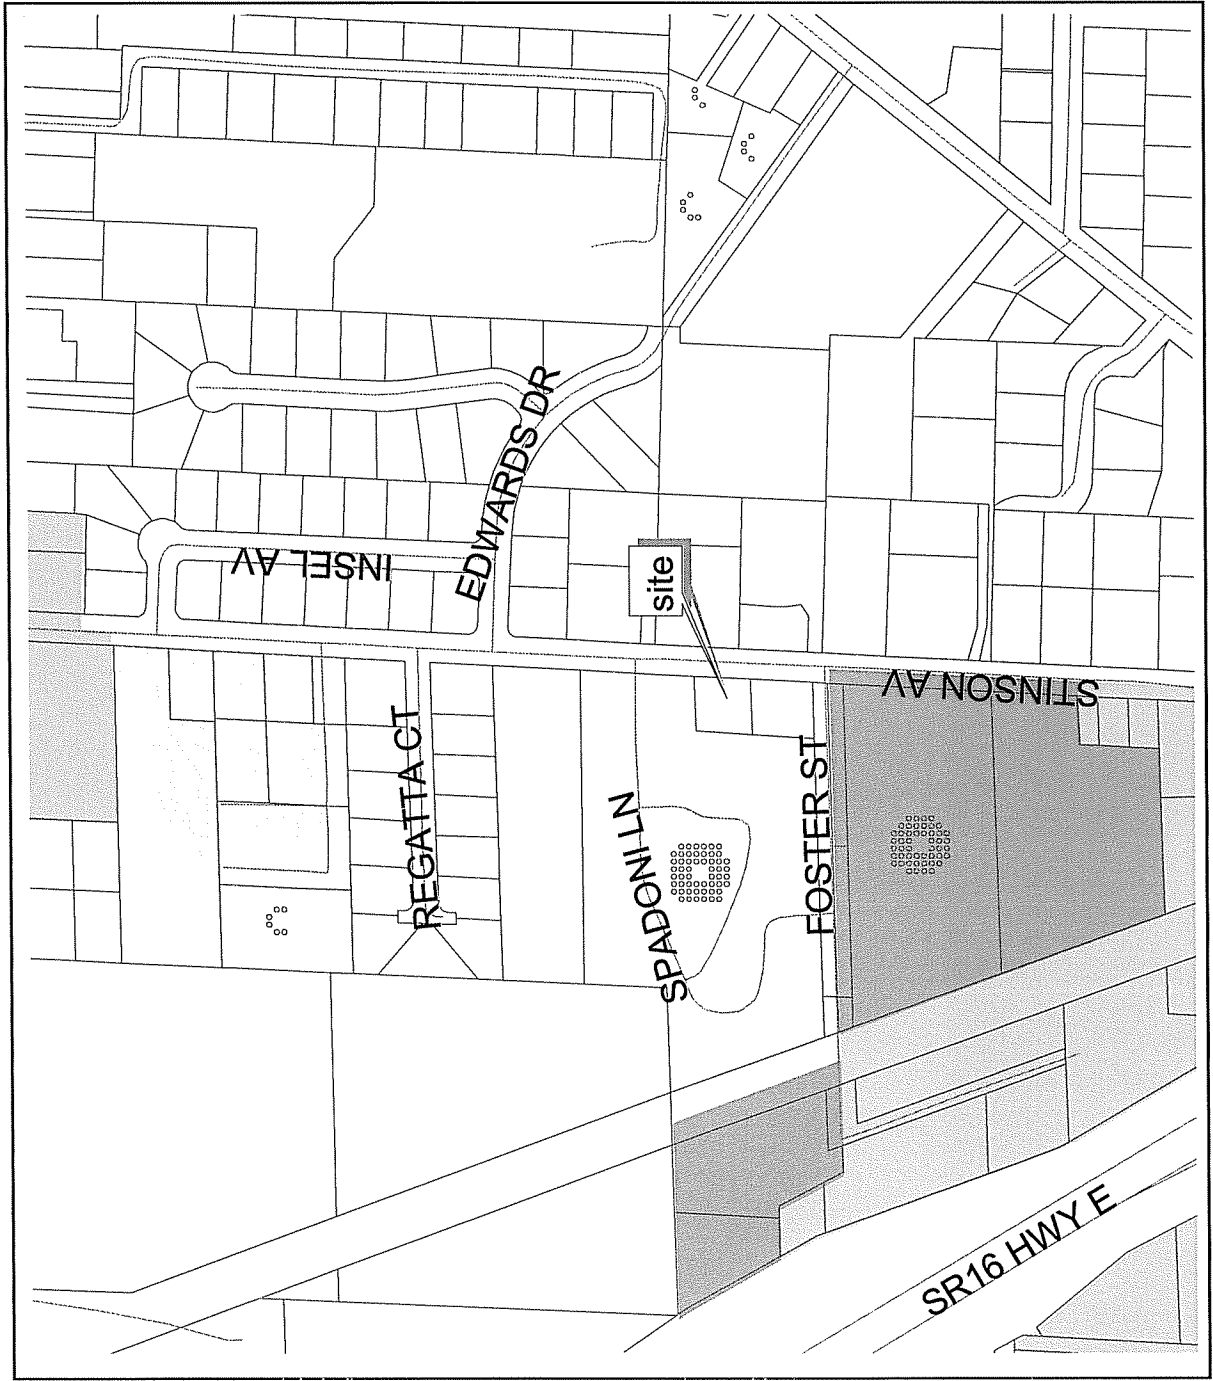 EDWARDS DR
INSEL AV
site
STINSON AV
REGATTA CT
FOSTER ST
SPADONI LN
SR16 HWY E